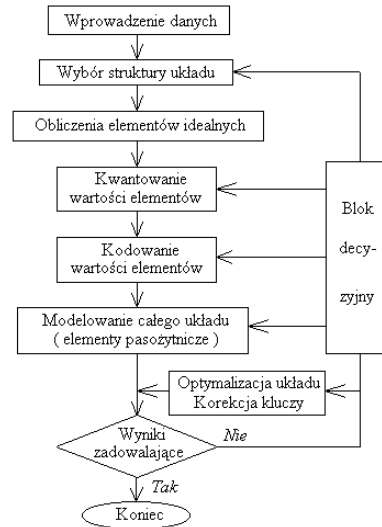 Wprowadzenie danych
Wybór struktury układu
Obliczenia elementów idealnych
Kwantowanie
wartości elementów
Kodowanie
wartości elementów
Modelowanie całego układu
( elementy pasożytnicze )
Blok
decy-
zyjny
Optymalizacja układu
Korekcja kluczy
Wyniki
zadowalające
Nie
Tak
Koniec